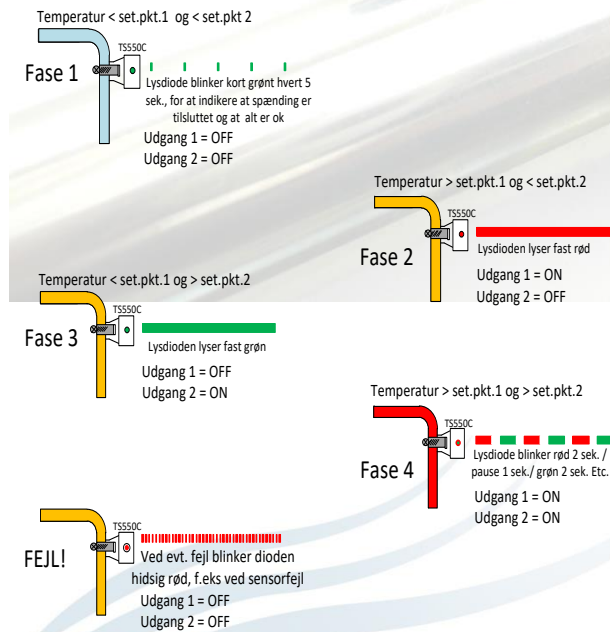 Temperatur < set.pkt.1 og < set.pkt 2
TS550C
Fase 1
Lysdiode blinker kort grønt hvert 5
sek., for at indikere at spænding er
tilsluttet og at alt er ok
Udgang 1 = OFF
Udgang 2 = OFF
Temperatur > set.pkt.1 og < set.pkt.2
TS550C
Fase 2
Lysdioden lyser fast rød
Udgang 1 = ON
Udgang 2 = OFF
Temperatur < set.pkt.1 og > set.pkt.2
TS550C
Fase 3
Lysdioden lyser fast grøn
Udgang 1 = OFF
Udgang 2 = ON
Temperatur > set.pkt.1 og > set.pkt.2
TS550C
Fase 4
Lysdiode blinker rød 2 sek. /
pause 1 sek./ grøn 2 sek. Etc.
Udgang 1 = ON
Udgang 2 = ON
TS550C
FEJL!
Ved evt. fejl blinker dioden
hidsig rød, f.eks ved sensorfejl
Udgang 1 = OFF
Udgang 2 = OFF